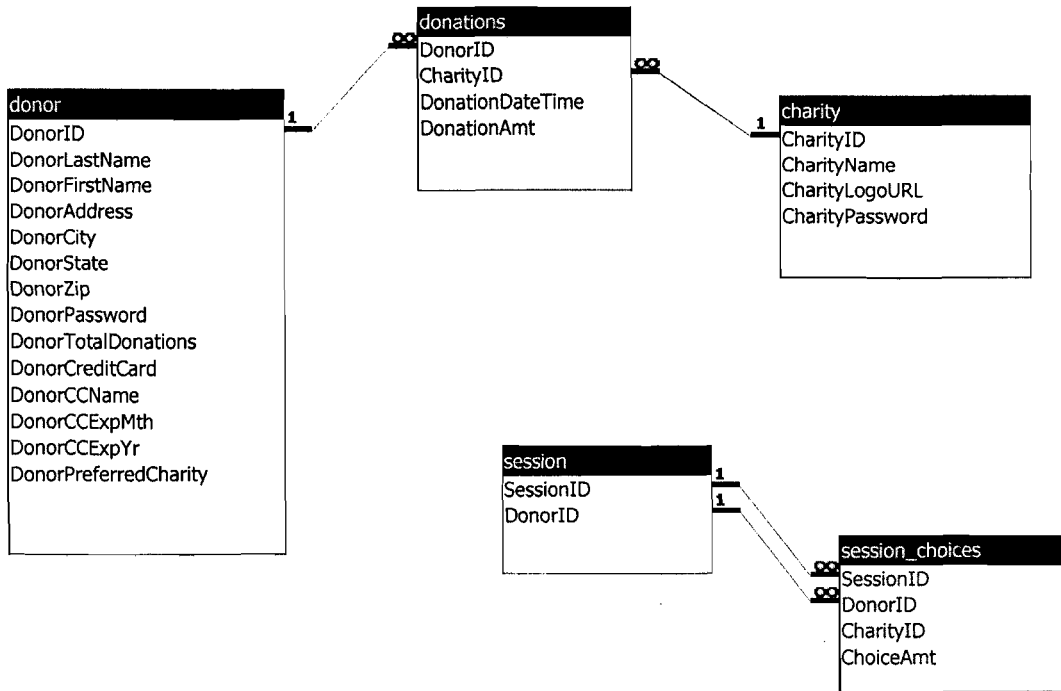 donations
DonorID
CharityID
DonationDateTime
DonationAmt
donor
DonorID
DonorLastName
DonorFirstName
DonorAddress
DonorCity
DonorState
DonorZip
DonorPassword
DonorTotalDonations
DonorCreditCard
DonorCCName
DonorCCExpMth
DonorCCExpYr
DonorPreferredCharity
1
∞
∞
1
charity
CharityID
CharityName
CharityLogoURL
CharityPassword
session
SessionID
DonorID
1
1
∞
∞
session_choices
SessionID
DonorID
CharityID
ChoiceAmt